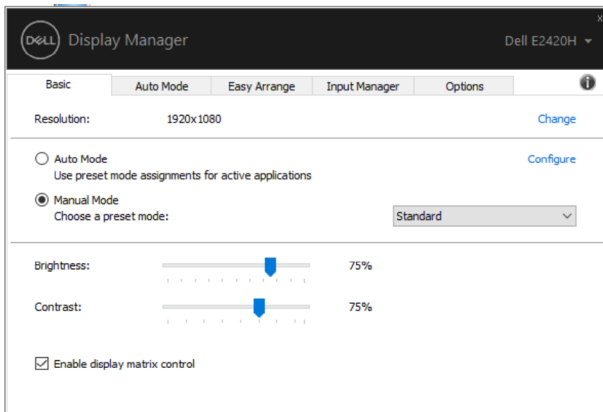 DELL Display Manager
Dell E2420H
Basic Auto Mode Easy Arrange Input Manager Options
Resolution: 1920x1080 Change
Auto Mode Configure
Use preset mode assignments for active applications
Manual Mode
Choose a preset mode: Standard
Brightness: 75%
Contrast: 75%
Enable display matrix control